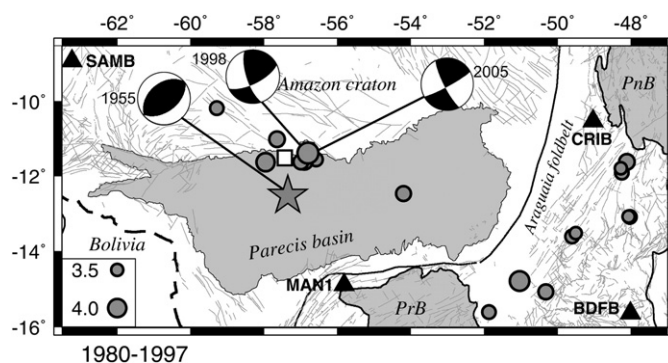 -62° -60° -58° -56° -54° -52° -50° -48°
SAMB
1998
2005
1955
Amazon craton
PnB
-10°
CRIB
-12°
Araguaia foldbelt
Parecis basin
-14°
Bolivia
3.5
MAN1
4.0
PrB
BDFB
-16°
1980-1997